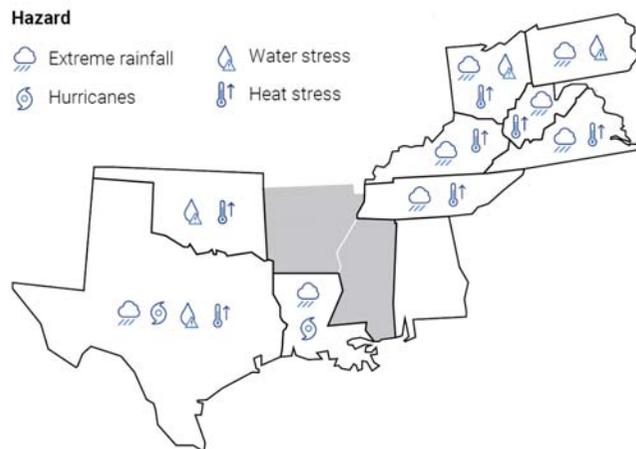 Hazard
Extreme rainfall
Water stress
Hurricanes
Heat stress